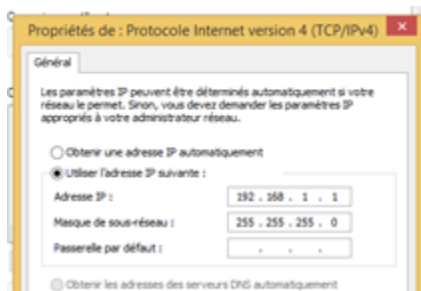 Propriétés de : Protocole Internet version 4 (TCP/IPv4)
Général
Les paramètres IP peuvent être déterminés automatiquement si votre
réseau le permet. Sinon, vous devez demander les paramètres IP
appropriés à votre administrateur réseau.
Obtenir une adresse IP automatiquement
Utiliser l'adresse IP suivante :
Adresse IP : 192 . 168 . 1 . 1
Masque de sous-réseau : 255 . 255 . 255 . 0
Passerelle par défaut : . . .
Obtenir les adresses des serveurs DNS automatiquement